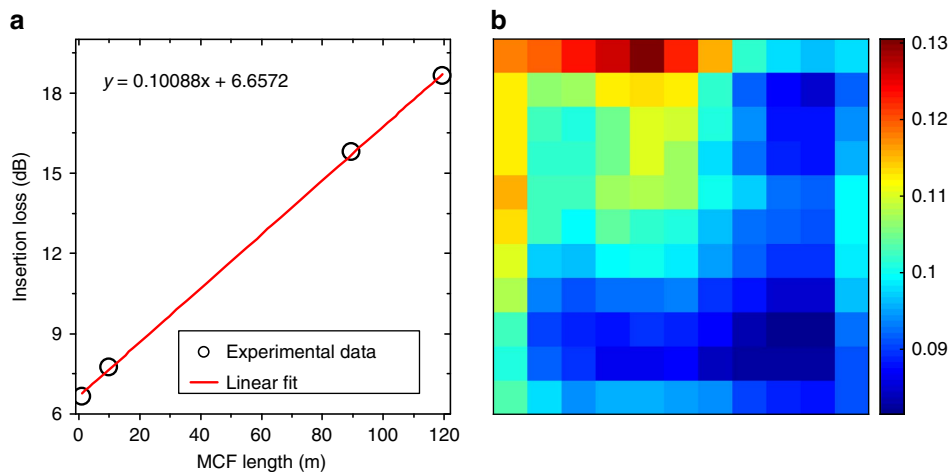 a
y = 0.10088x + 6.6572
18
15
12
9
6
Insertion loss (dB)
Experimental data
Linear fit
0 20 40 60 80 100 120
MCF length (m)
b
0.13
0.12
0.11
0.1
0.09